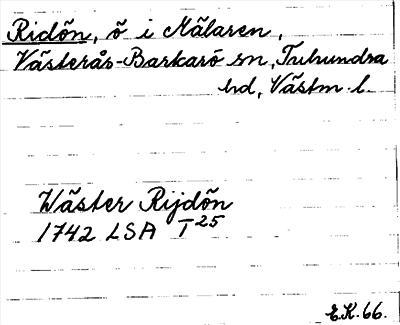 Ridön, ö i Mälaren,
Västerås-Barkarö sn, Tuhundra
hd, Västm. l.
Wäster Rijdön
1742 LSA T25
E.K. 66.